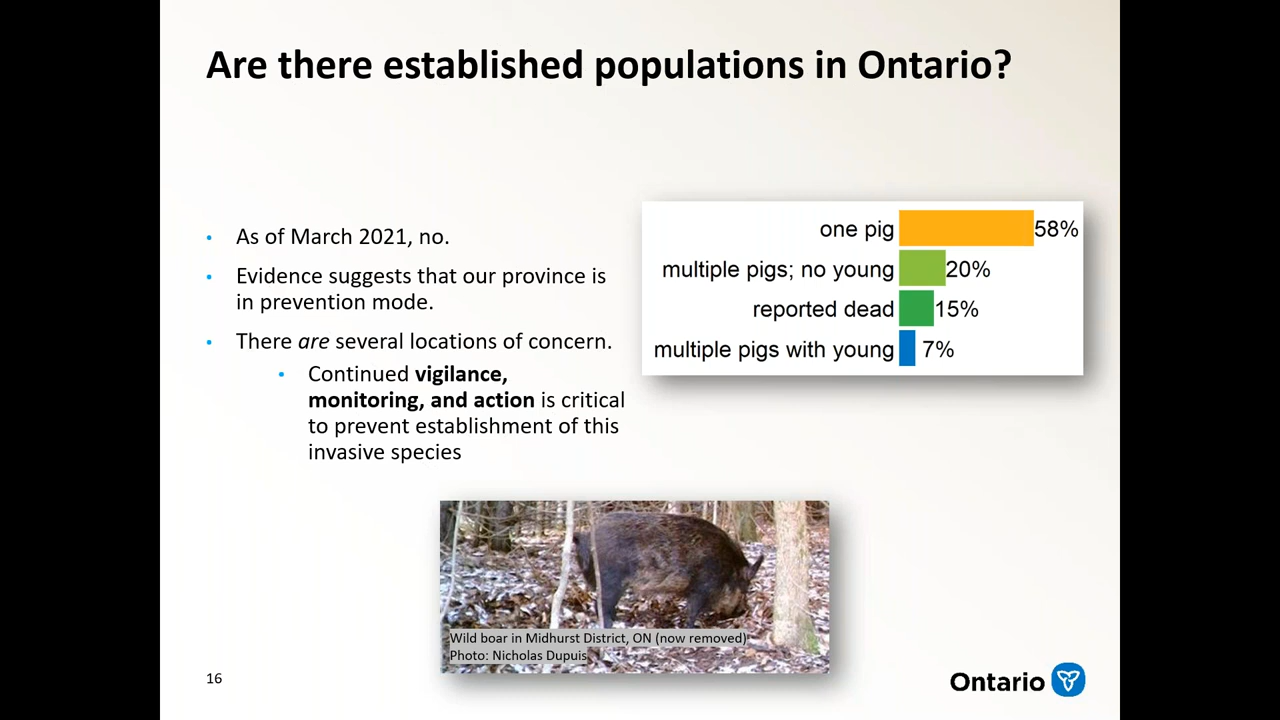 Are there established populations in Ontario?
• As of March 2021, no.
• Evidence suggests that our province is
in prevention mode.
• There are several locations of concern.
• Continued vigilance,
monitoring, and action is critical
to prevent establishment of this
invasive species
one pig 58%
multiple pigs; no young 20%
reported dead 15%
multiple pigs with young 7%
Wild boar in Midhurst District, ON (now removed)
Photo: Nicholas Dupuis
16
Ontario